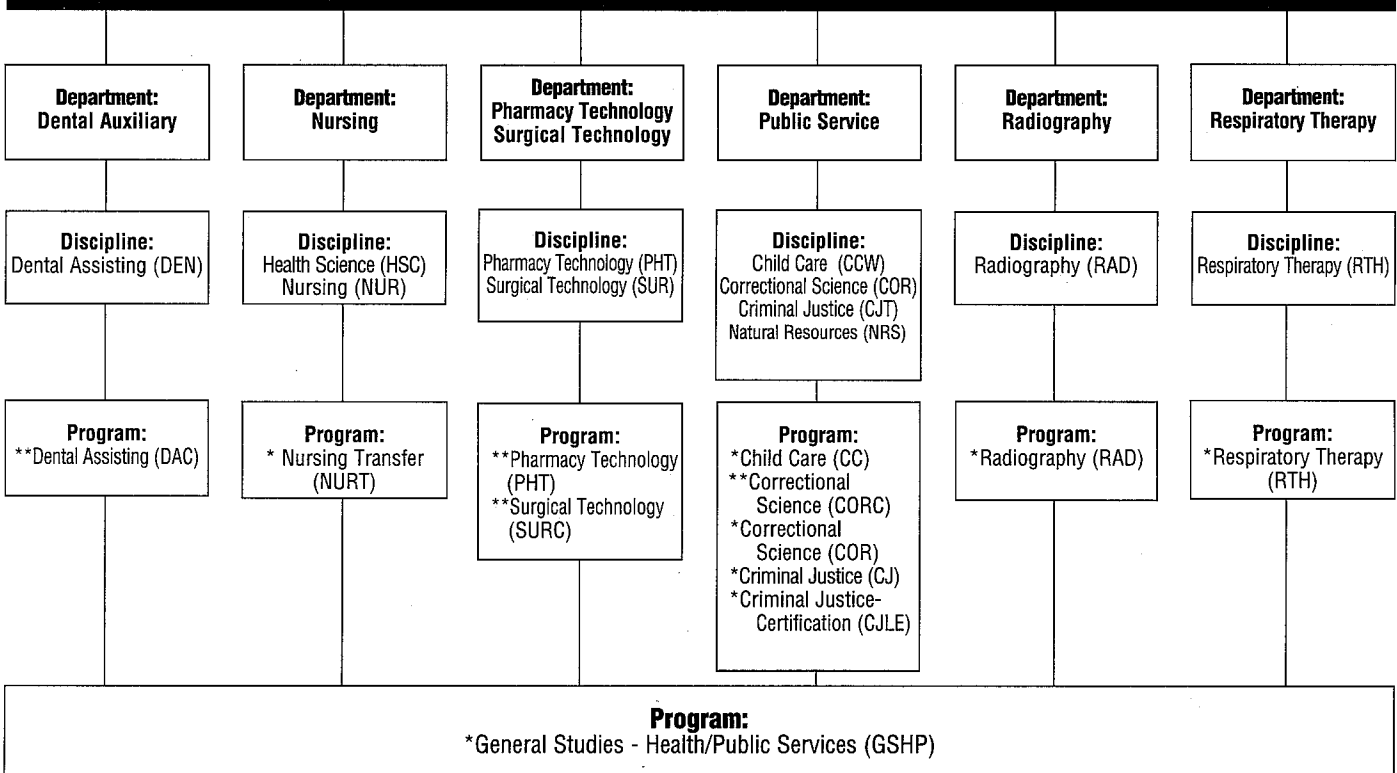 Department:
Dental Auxiliary
Department:
Nursing
Department:
Pharmacy Technology
Surgical Technology
Department:
Public Service
Department:
Radiography
Department:
Respiratory Therapy
Discipline:
Dental Assisting (DEN)
Discipline:
Health Science (HSC)
Nursing (NUR)
Discipline:
Pharmacy Technology (PHT)
Surgical Technology (SUR)
Discipline:
Child Care (CCW)
Correctional Science (COR)
Criminal Justice (CJT)
Natural Resources (NRS)
Discipline:
Radiography (RAD)
Discipline:
Respiratory Therapy (RTH)
Program:
**Dental Assisting (DAC)
Program:
* Nursing Transfer
(NURT)
Program:
**Pharmacy Technology
(PHT)
**Surgical Technology
(SURC)
Program:
*Child Care (CC)
**Correctional
Science (CORC)
*Correctional
Science (COR)
*Criminal Justice (CJ)
*Criminal Justice-
Certification (CJLE)
Program:
*Radiography (RAD)
Program:
*Respiratory Therapy
(RTH)
Program:
*General Studies - Health/Public Services (GSHP)